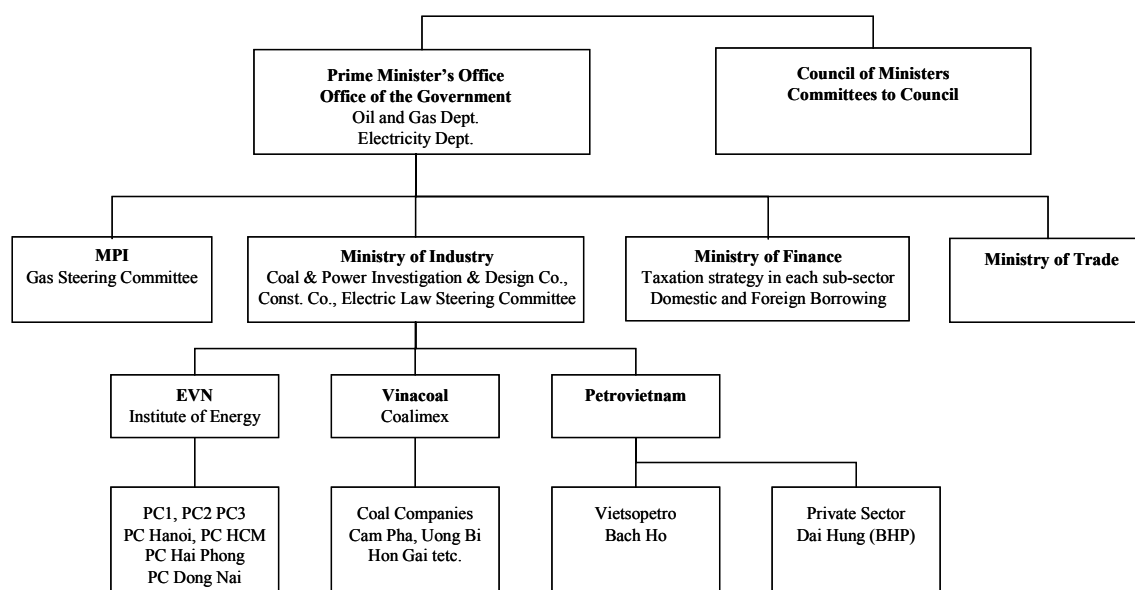 Prime Minister's Office
Office of the Government
Oil and Gas Dept.
Electricity Dept.
Council of Ministers
Committees to Council
MPI
Gas Steering Committee
Ministry of Industry
Coal & Power Investigation & Design Co.,
Const. Co., Electric Law Steering Committee
Ministry of Finance
Taxation strategy in each sub-sector
Domestic and Foreign Borrowing
Ministry of Trade
EVN
Institute of Energy
Vinacoal
Coalimex
Petrovietnam
PC1, PC2 PC3
PC Hanoi, PC HCM
PC Hai Phong
PC Dong Nai
Coal Companies
Cam Pha, Uong Bi
Hon Gai tetc.
Vietsopetro
Bach Ho
Private Sector
Dai Hung (BHP)